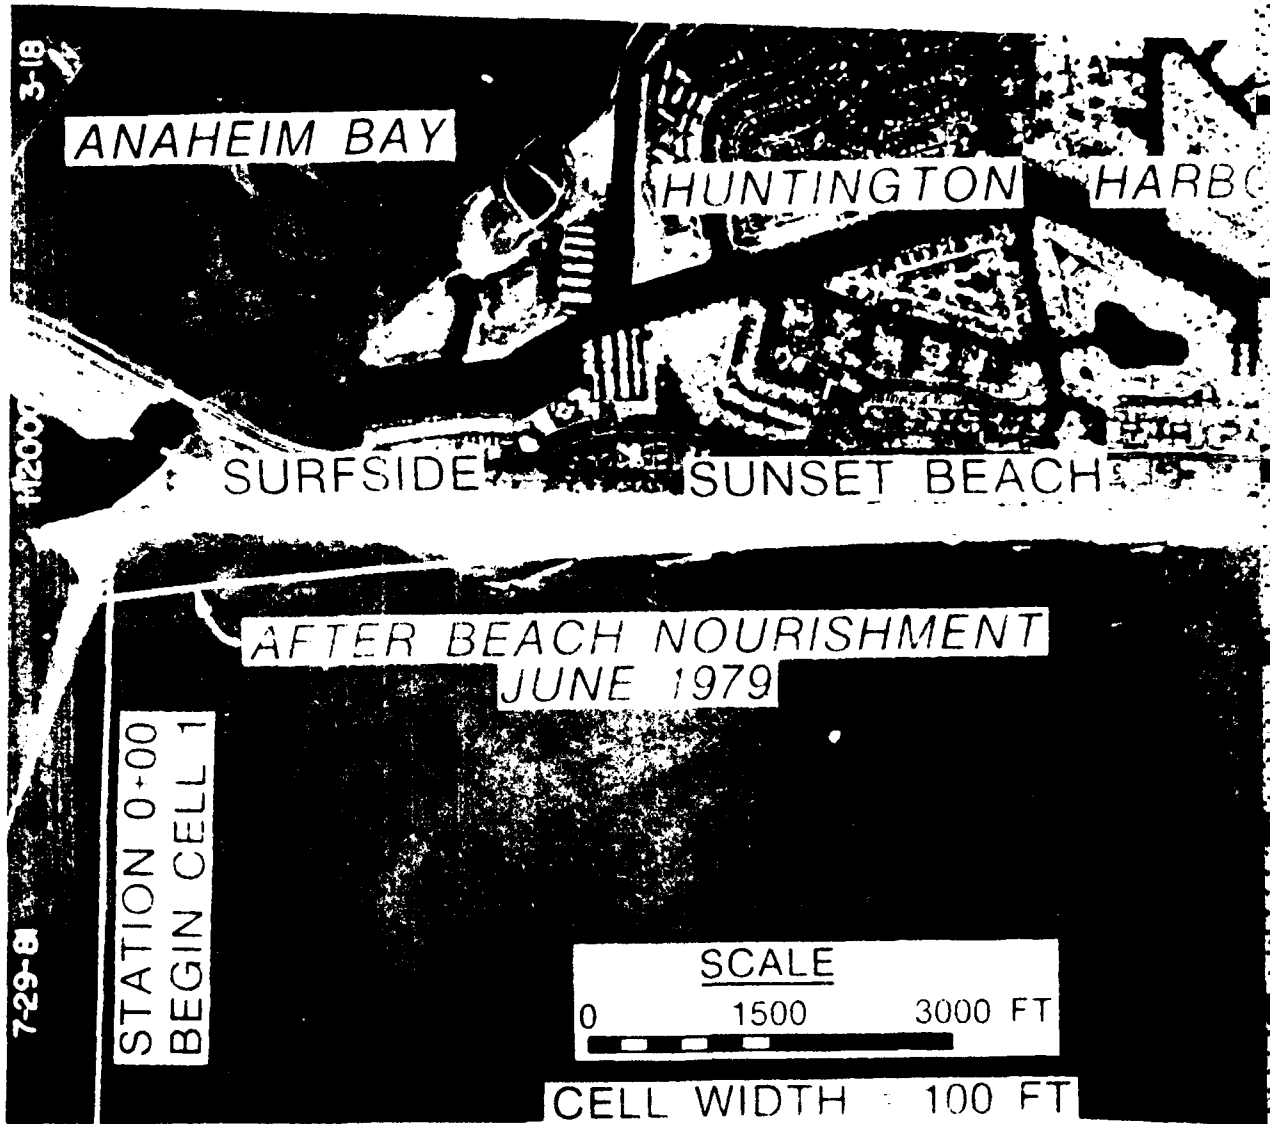 3-18
ANAHEIM BAY
HUNTINGTON
SURFSIDE
SUNSET BEACH
AFTER BEACH NOURISHMENT
JUNE 1979
STATION 0+00
BEGIN CELL 1
7-29-81
SCALE
0 1500 3000 FT
CELL WIDTH 100 FT